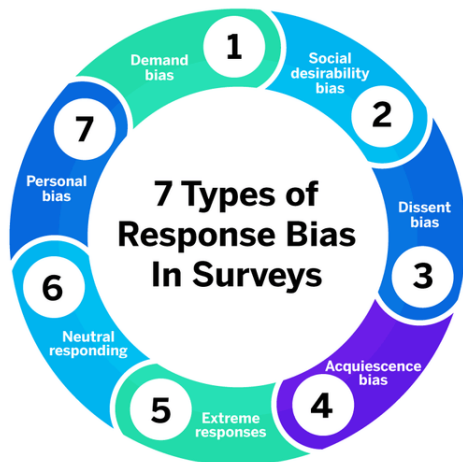 7 Types of
Response Bias
In Surveys
1
Demand
bias
2
Social
desirability
bias
3
Dissent
bias
4
Acquiescence
bias
5
Extreme
responses
6
Neutral
responding
7
Personal
bias